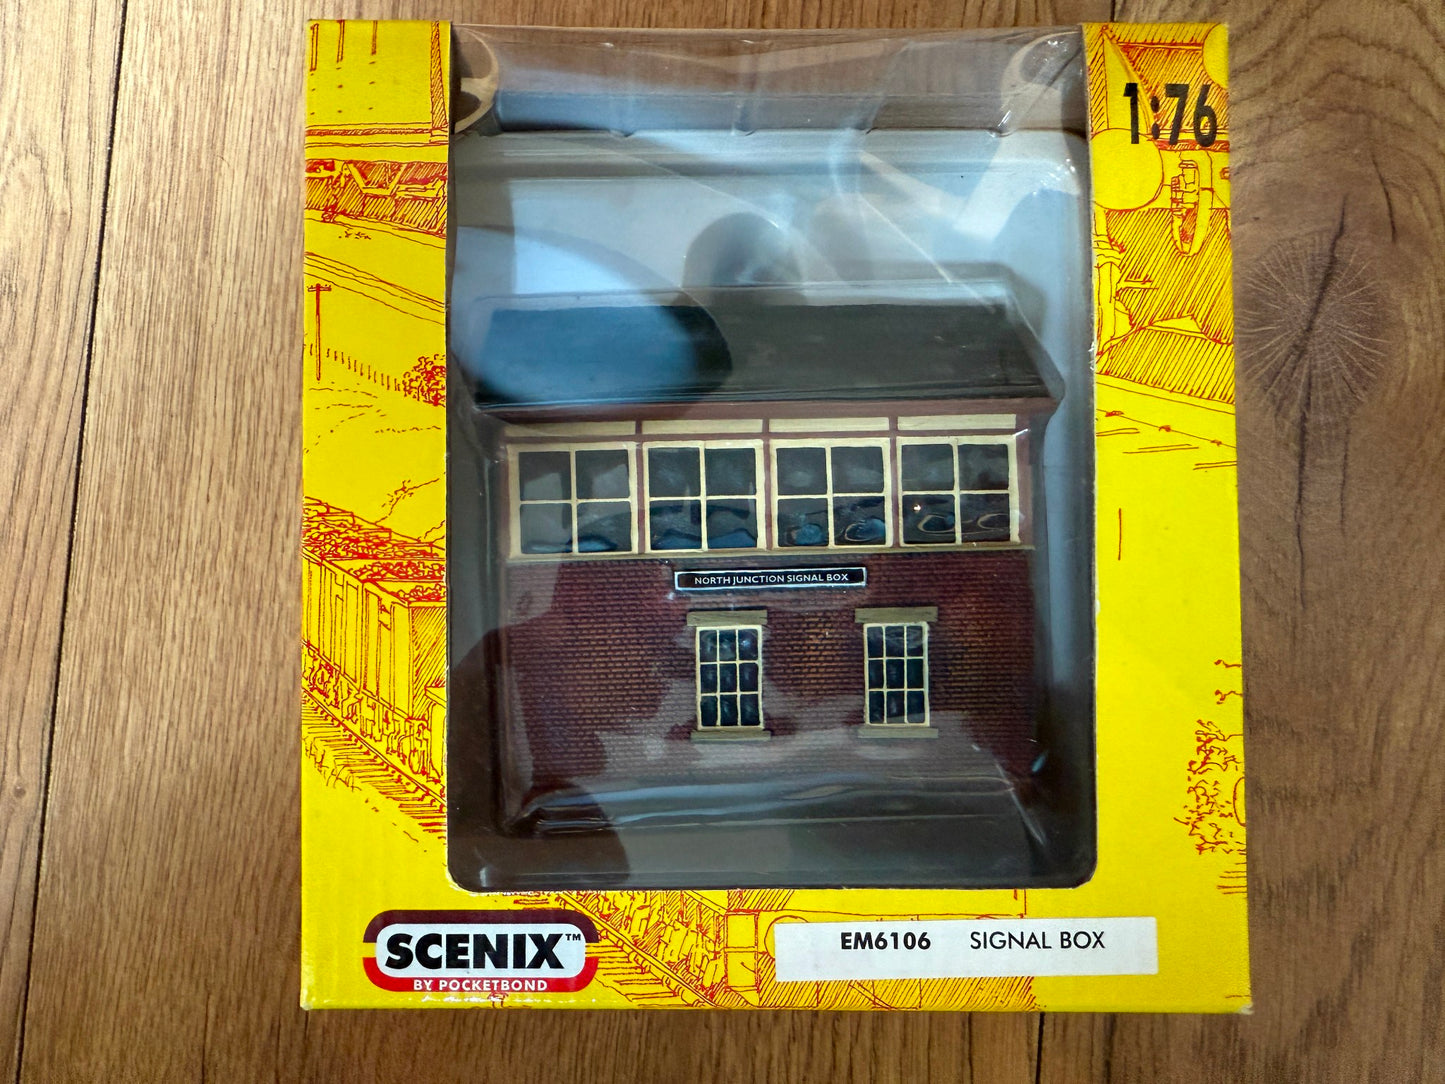 1:76
NORTH JUNCTION SIGNAL BOX
SCENIX™
BY POCKETBOND
EM6106 SIGNAL BOX